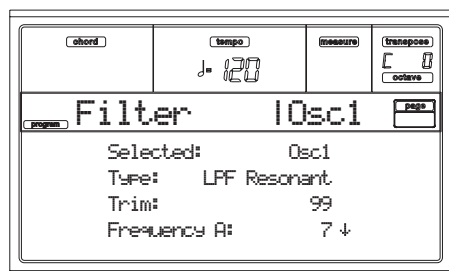 chord tempo measure transpose
♩= 120 C 0
octave
program Filter |Osc1 page
Selected: Osc1
Type: LPF Resonant
Trim: 99
Frequency A: 7 ↓